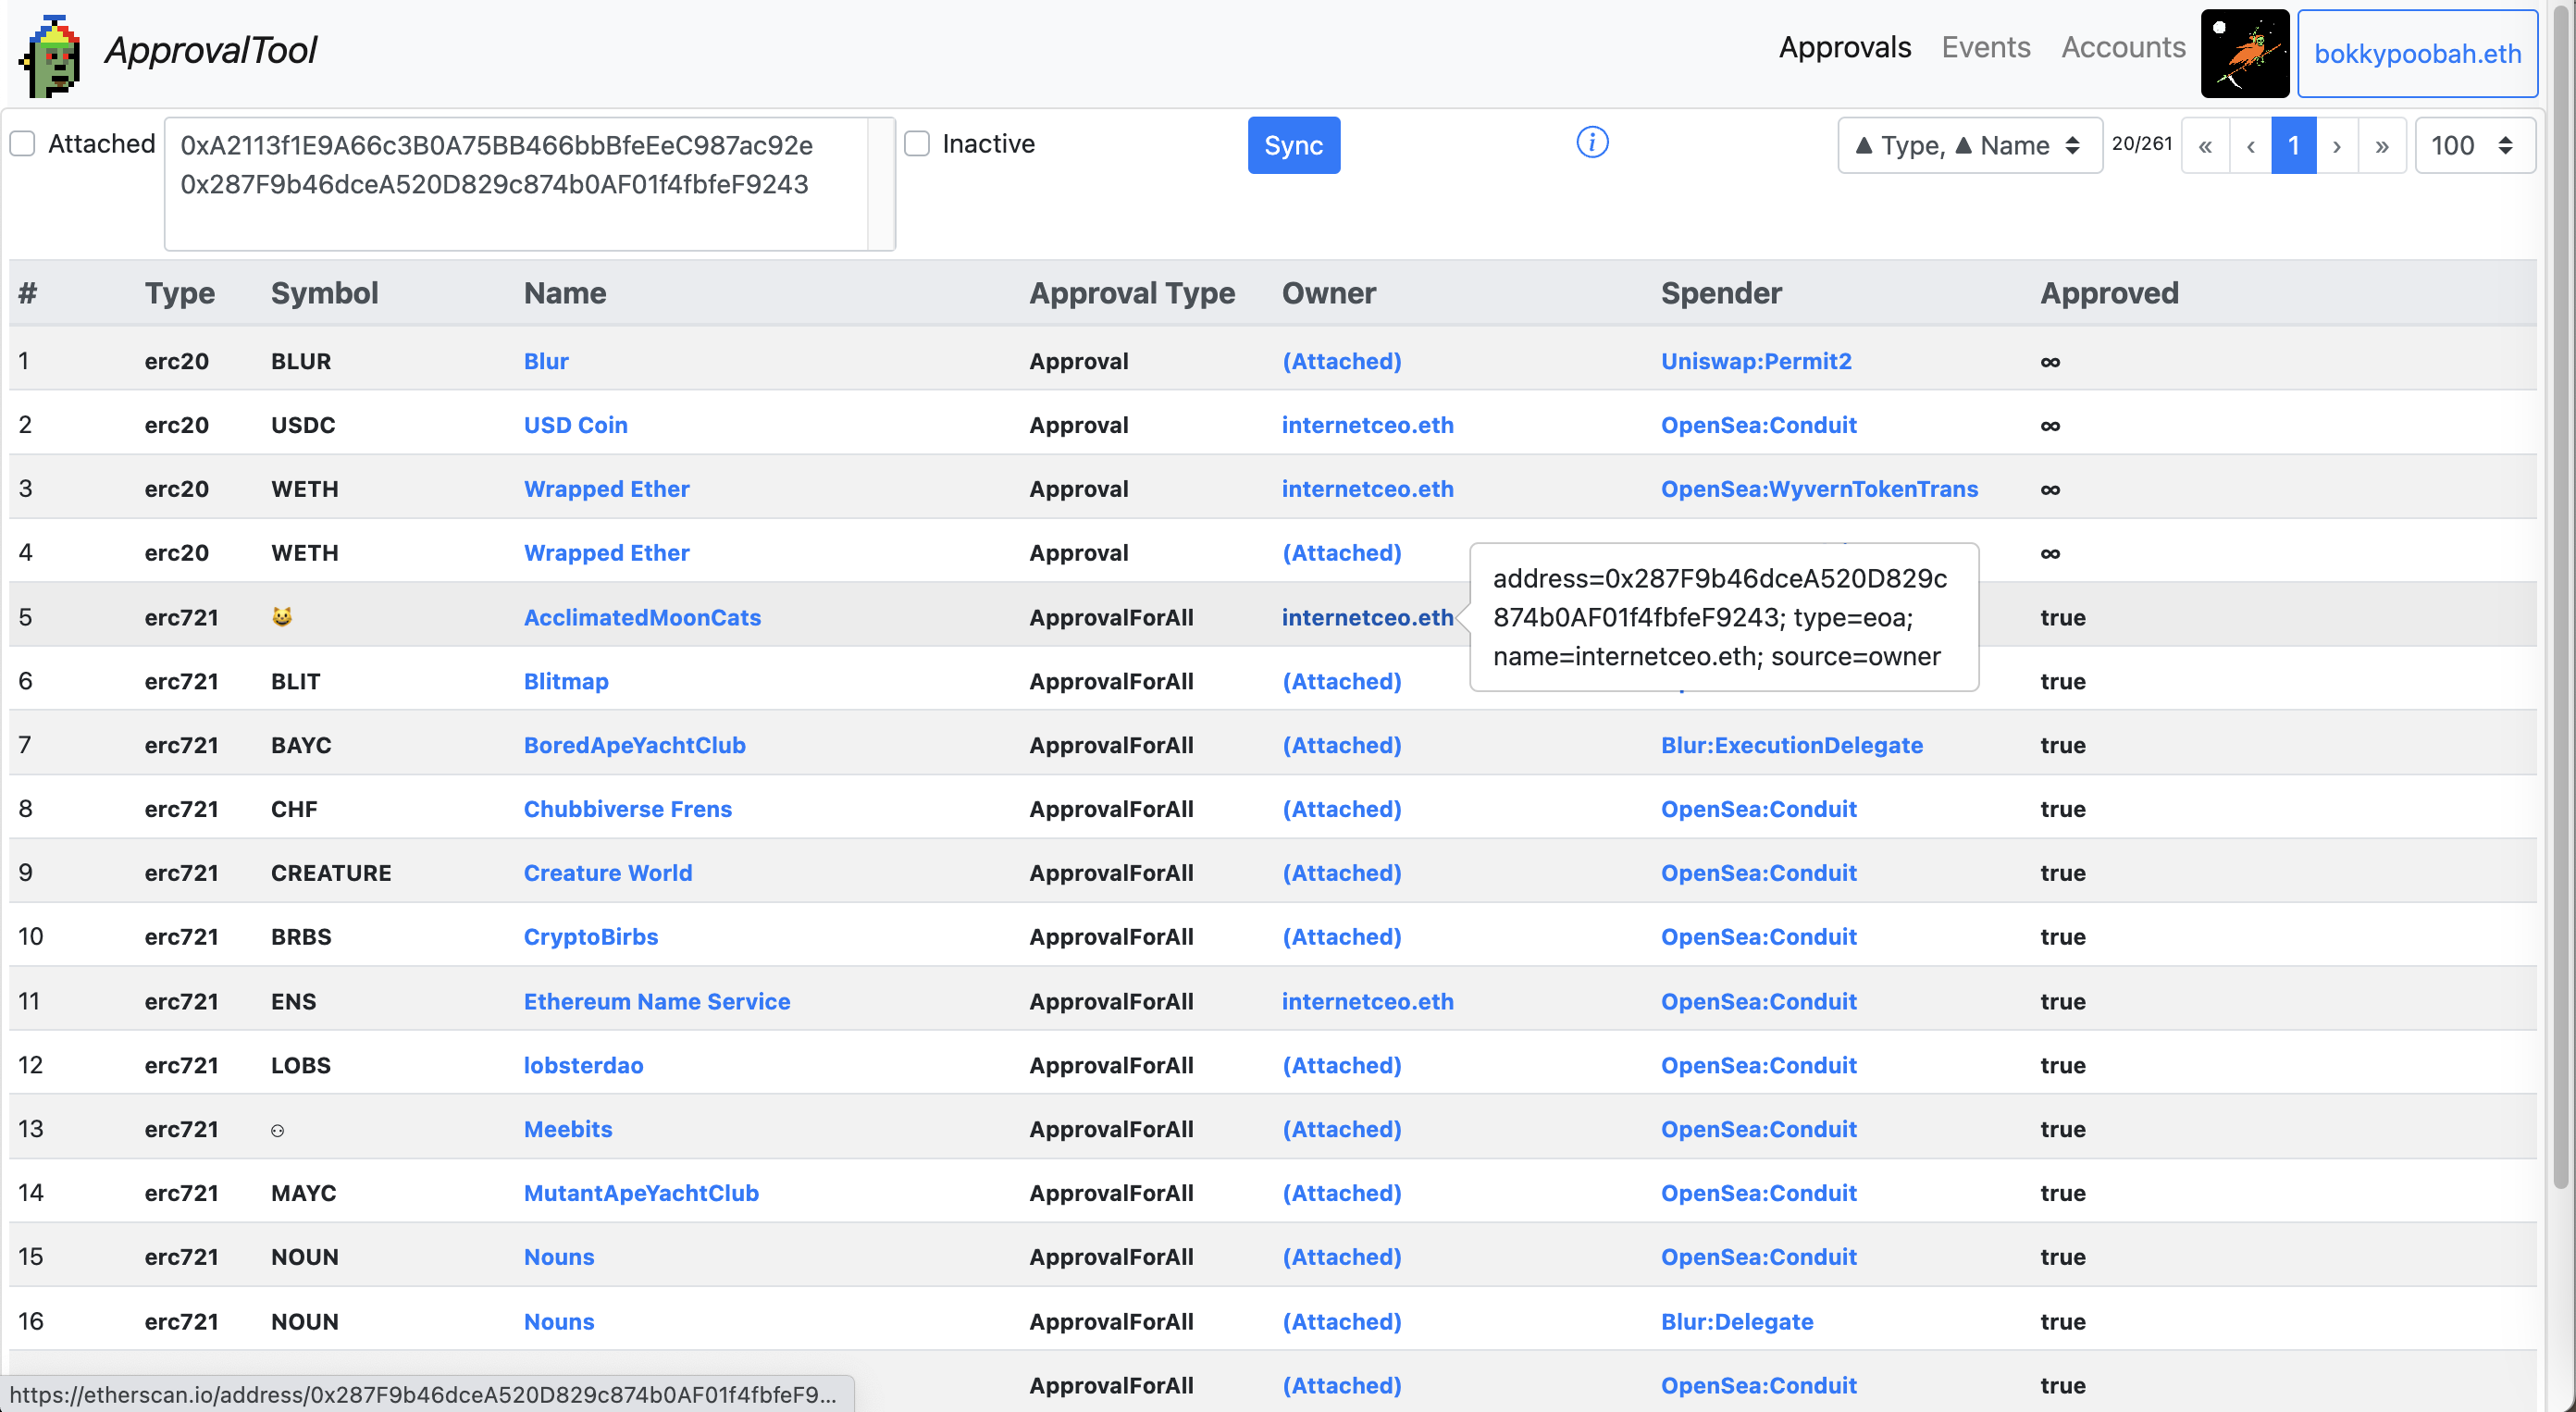 ApprovalTool
Approvals Events Accounts bokkypoobah.eth
Attached 0xA2113f1E9A66c3B0A75BB466bbBfeEeC987ac92e Inactive Sync ▲ Type, ▲ Name 20/261 « ‹ 1 › » 100
0x287F9b46dceA520D829c874b0AF01f4fbfeF9243
# Type Symbol Name Approval Type Owner Spender Approved
1 erc20 BLUR Blur Approval (Attached) Uniswap:Permit2 ∞
2 erc20 USDC USD Coin Approval internetceo.eth OpenSea:Conduit ∞
3 erc20 WETH Wrapped Ether Approval internetceo.eth OpenSea:WyvernTokenTrans ∞
4 erc20 WETH Wrapped Ether Approval (Attached) ∞
address=0x287F9b46dceA520D829c
874b0AF01f4fbfeF9243; type=eoa;
name=internetceo.eth; source=owner
5 erc721 😺 AcclimatedMoonCats ApprovalForAll internetceo.eth true
6 erc721 BLIT Blitmap ApprovalForAll (Attached) true
7 erc721 BAYC BoredApeYachtClub ApprovalForAll (Attached) Blur:ExecutionDelegate true
8 erc721 CHF Chubbiverse Frens ApprovalForAll (Attached) OpenSea:Conduit true
9 erc721 CREATURE Creature World ApprovalForAll (Attached) OpenSea:Conduit true
10 erc721 BRBS CryptoBirbs ApprovalForAll (Attached) OpenSea:Conduit true
11 erc721 ENS Ethereum Name Service ApprovalForAll internetceo.eth OpenSea:Conduit true
12 erc721 LOBS lobsterdao ApprovalForAll (Attached) OpenSea:Conduit true
13 erc721 ⚇ Meebits ApprovalForAll (Attached) OpenSea:Conduit true
14 erc721 MAYC MutantApeYachtClub ApprovalForAll (Attached) OpenSea:Conduit true
15 erc721 NOUN Nouns ApprovalForAll (Attached) OpenSea:Conduit true
16 erc721 NOUN Nouns ApprovalForAll (Attached) Blur:Delegate true
ApprovalForAll (Attached) OpenSea:Conduit true
https://etherscan.io/address/0x287F9b46dceA520D829c874b0AF01f4fbfeF9...